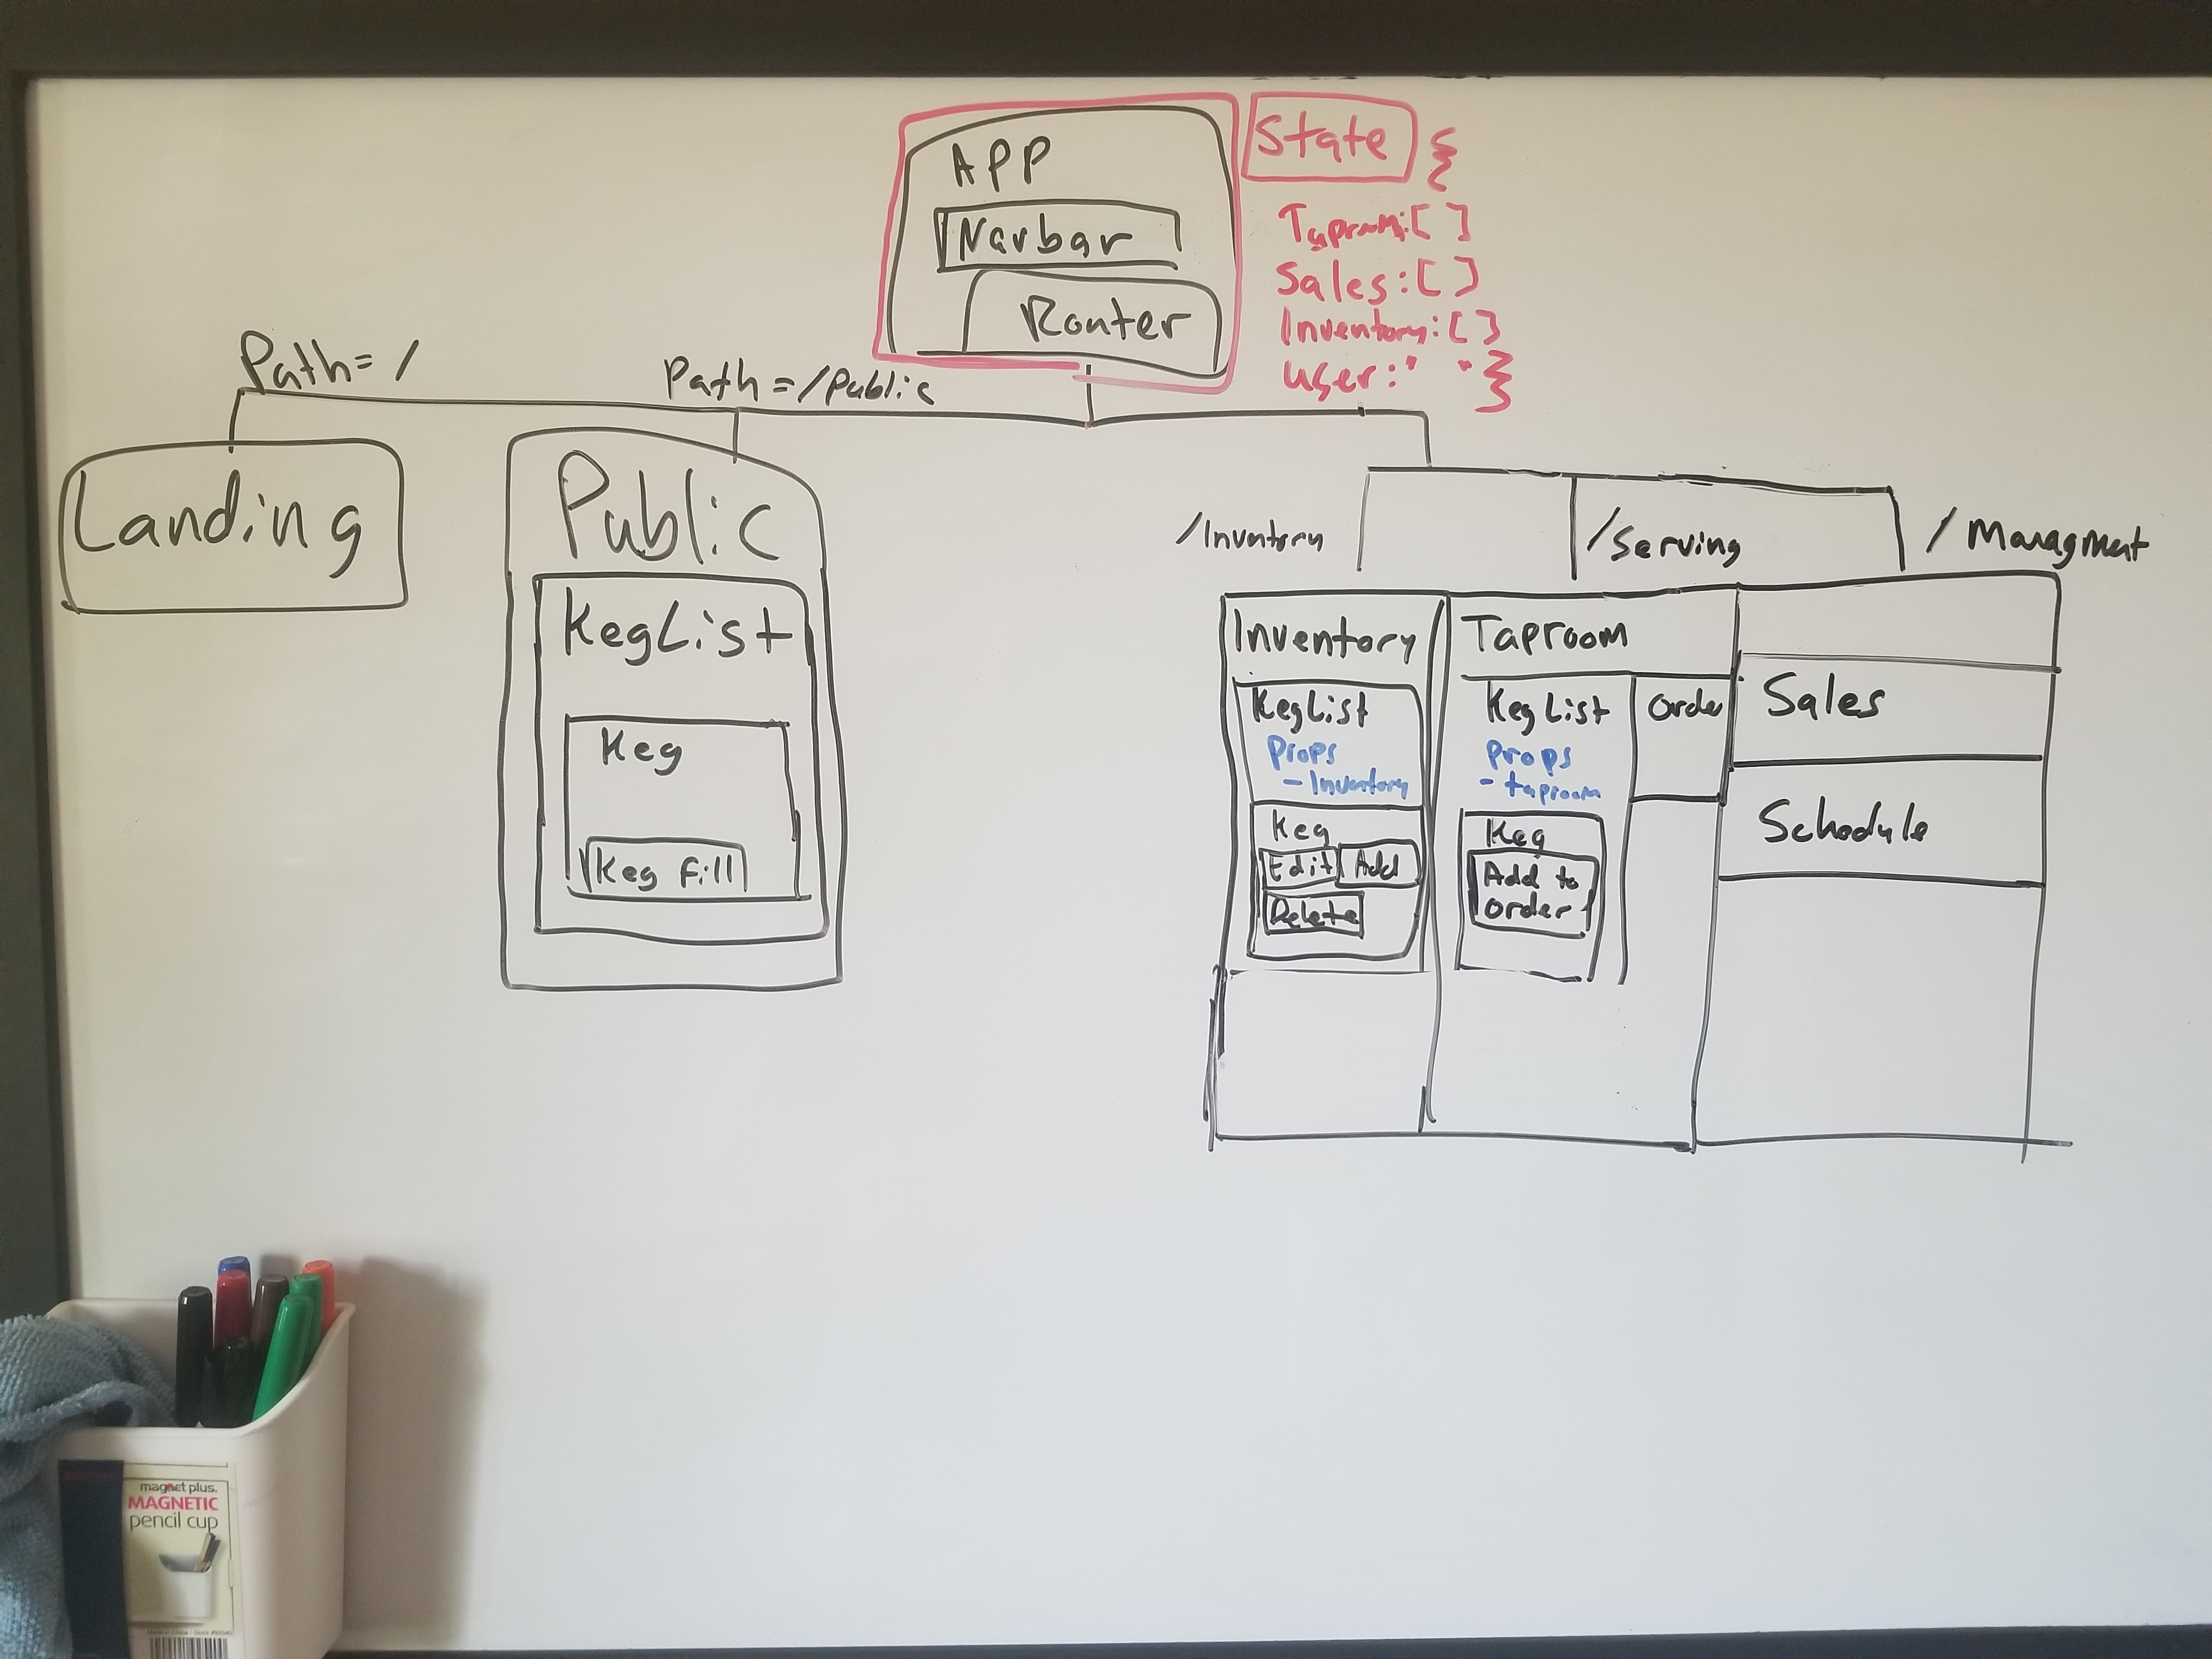 APP
Navbar
Router
State {
Taproom:[ ]
Sales:[ ]
Inventory:[ ]
User:" "}
Path= /
Path = /Public
Landing
Public
KegList
Keg
Keg Fill
/Inventory
/Serving
/Managment
Inventory
KegList
Props
- Inventory
Keg
Edit Add
Delete
Taproom
Keg List
Props
- taproom
Keg
Add to
order
Order
Sales
Schedule
magnet plus.
MAGNETIC
pencil cup